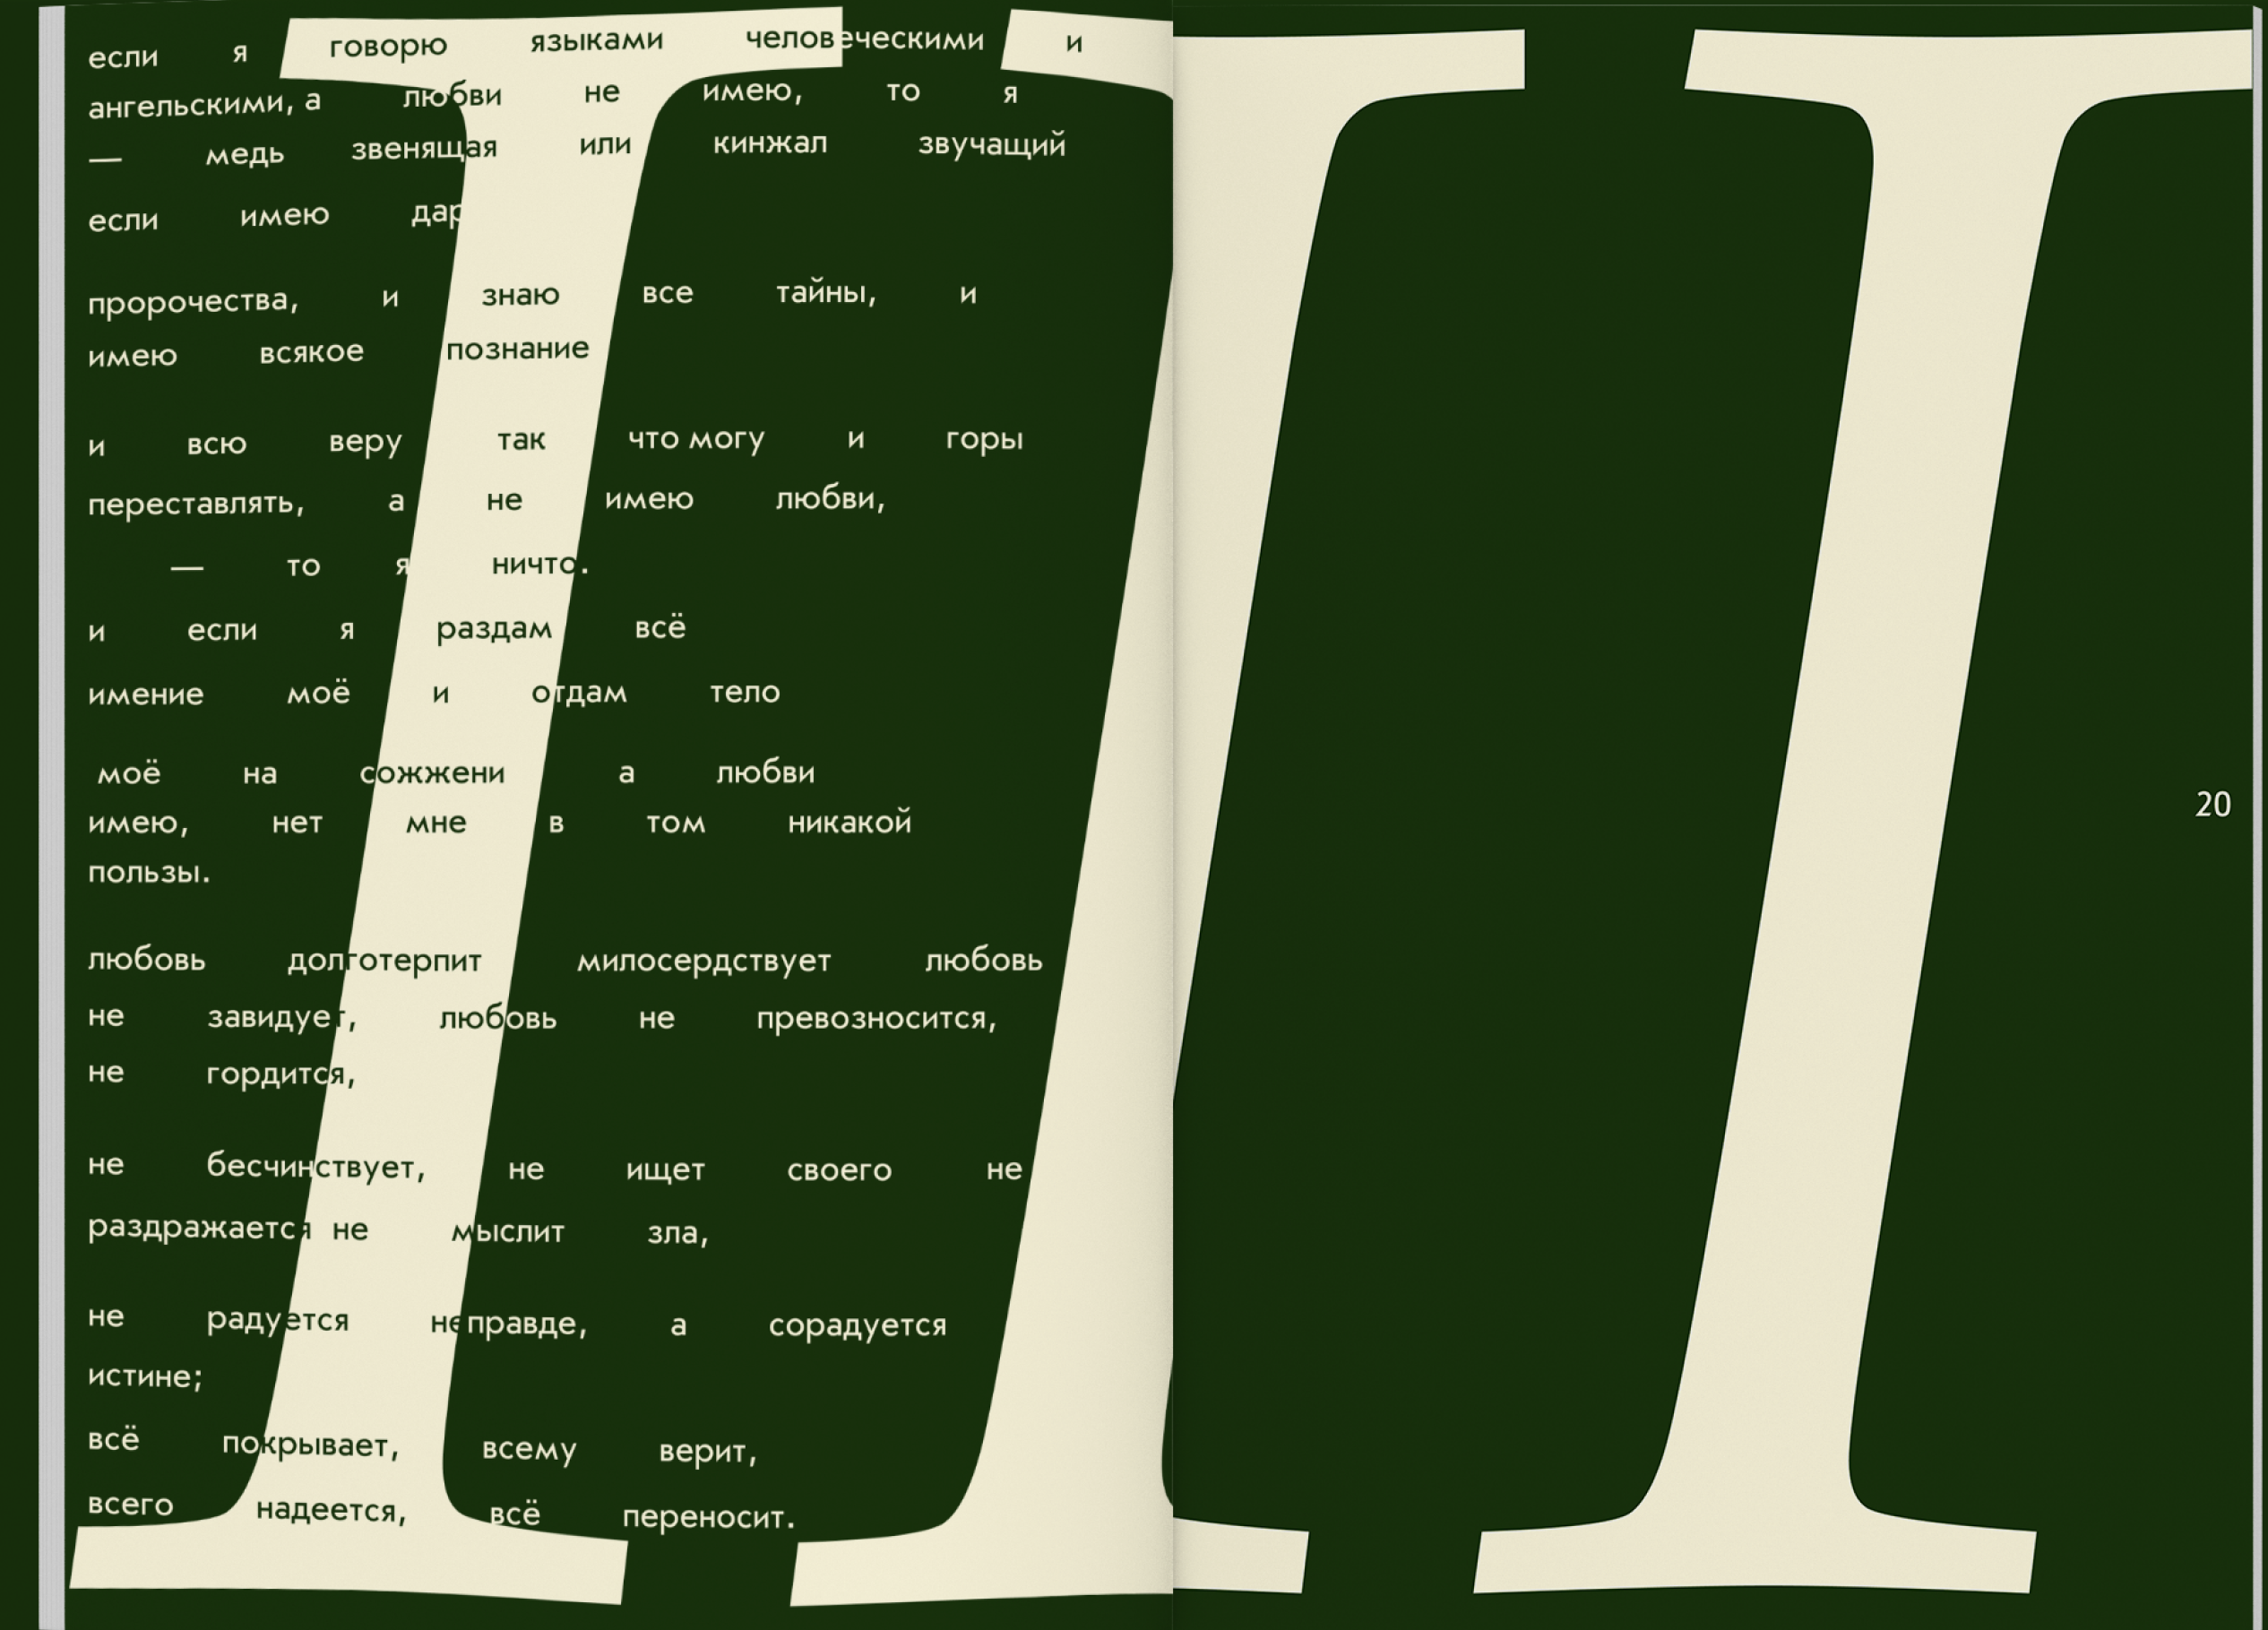 если я говорю языками человеческими и
ангельскими, а любви не имею, то я
— медь звенящая или кинжал звучащий
если имею дар
пророчества, и знаю все тайны, и
имею всякое познание
и всю веру так что могу и горы
переставлять, а не имею любви,
— то я ничто.
и если я раздам всё
имение моё и отдам тело
моё на сожжени а любви
имею, нет мне в том никакой
пользы.
любовь долготерпит милосердствует любовь
не завидует, любовь не превозносится,
не гордится,
не бесчинствует, не ищет своего не
раздражается не мыслит зла,
не радуется неправде, а сорадуется
истине;
всё покрывает, всему верит,
всего надеется, всё переносит.
III
20